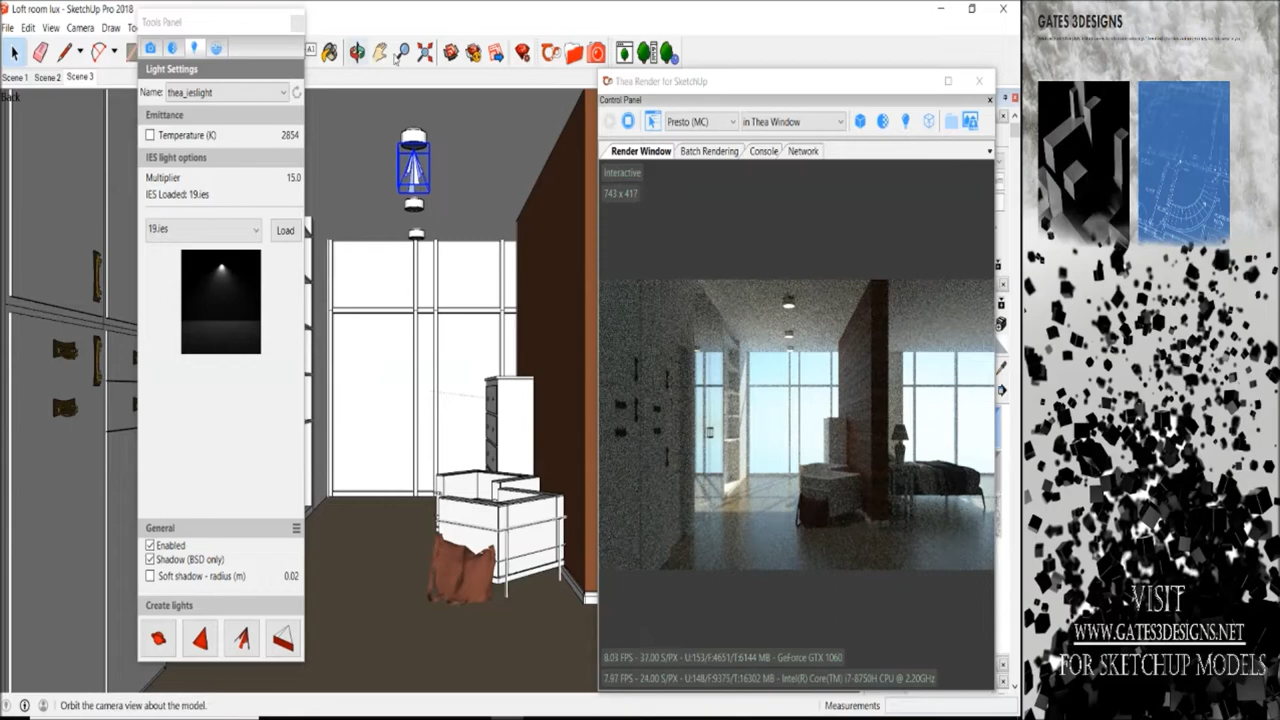 Loft room lux - SketchUp Pro 2018
File Edit View Camera Draw
Tools Panel
Scene 1 Scene 2 Scene 3
Back
Light Settings
Name: thea_ieslight
Emittance
Temperature (K) 2854
IES light options
Multiplier 15.0
IES Loaded: 19.ies
19.ies Load
General
Enabled
Shadow (BSD only)
Soft shadow - radius (m) 0.02
Create lights
Orbit the camera view about the model.
Measurements
A1
Thea Render for SketchUp
Control Panel
Presto (MC) in Thea Window
Render Window Batch Rendering Console Network
Interactive
743 x 417
8.03 FPS - 37.00 S/PX - U:153/F:4651/T:6144 MB - GeForce GTX 1060
7.97 FPS - 24.00 S/PX - U:148/F:9375/T:16302 MB - Intel(R) Core(TM) i7-8750H CPU @ 2.20GHz
GATES 3DESIGNS
VISIT
WWW.GATES3DESIGNS.NET
FOR SKETCHUP MODELS